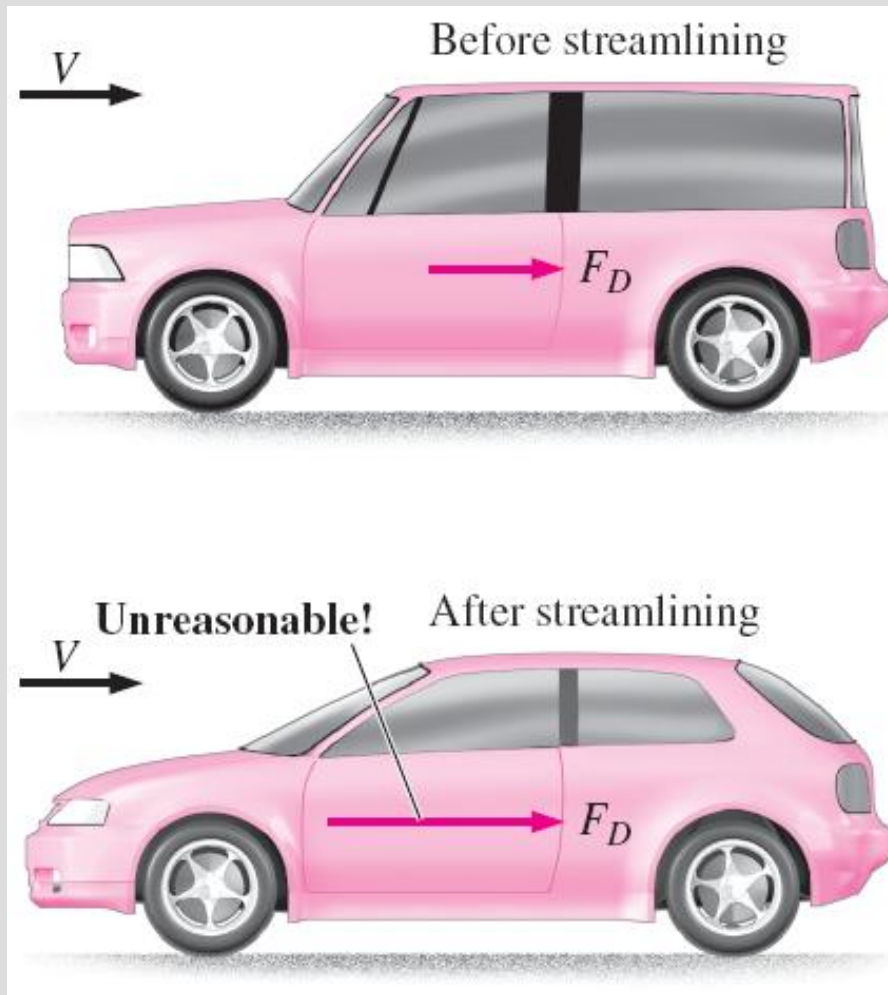 Before streamlining
V
F_D
Unreasonable!
After streamlining
V
F_D